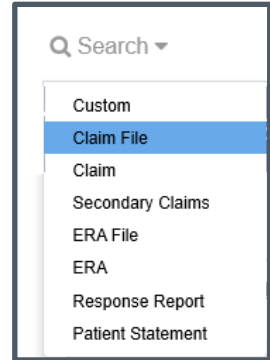 Search
Custom
Claim File
Claim
Secondary Claims
ERA File
ERA
Response Report
Patient Statement